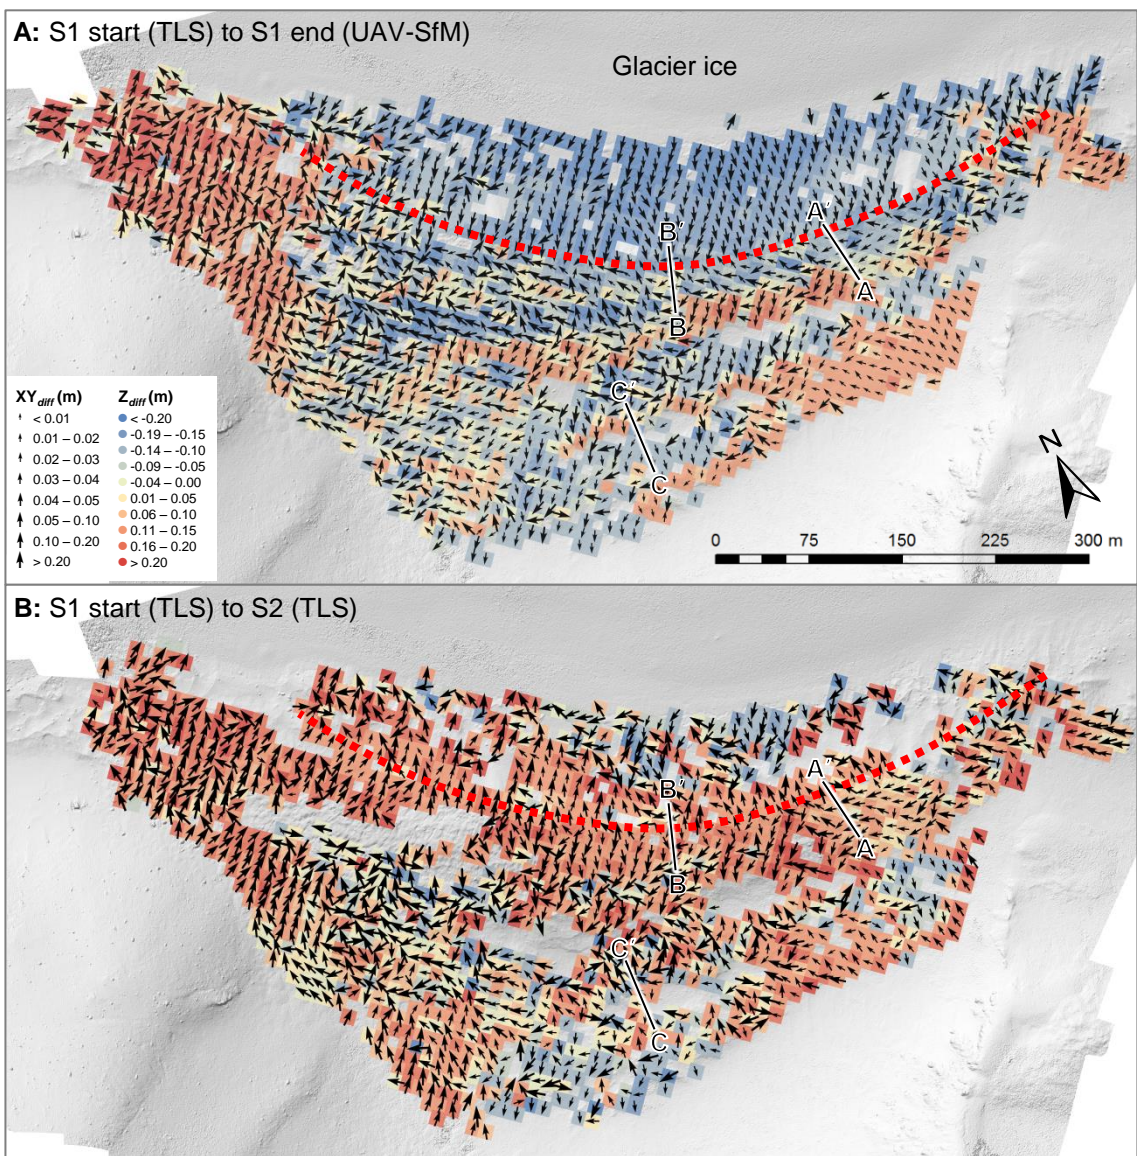 A: S1 start (TLS) to S1 end (UAV-SfM)
Glacier ice
A′
B′
A
B
C′
C
XYdiff (m)
< 0.01
0.01 – 0.02
0.02 – 0.03
0.03 – 0.04
0.04 – 0.05
0.05 – 0.10
0.10 – 0.20
> 0.20
Zdiff (m)
< -0.20
-0.19 – -0.15
-0.14 – -0.10
-0.09 – -0.05
-0.04 – 0.00
0.01 – 0.05
0.06 – 0.10
0.11 – 0.15
0.16 – 0.20
> 0.20
N
0 75 150 225 300 m
B: S1 start (TLS) to S2 (TLS)
A′
B′
A
B
C′
C